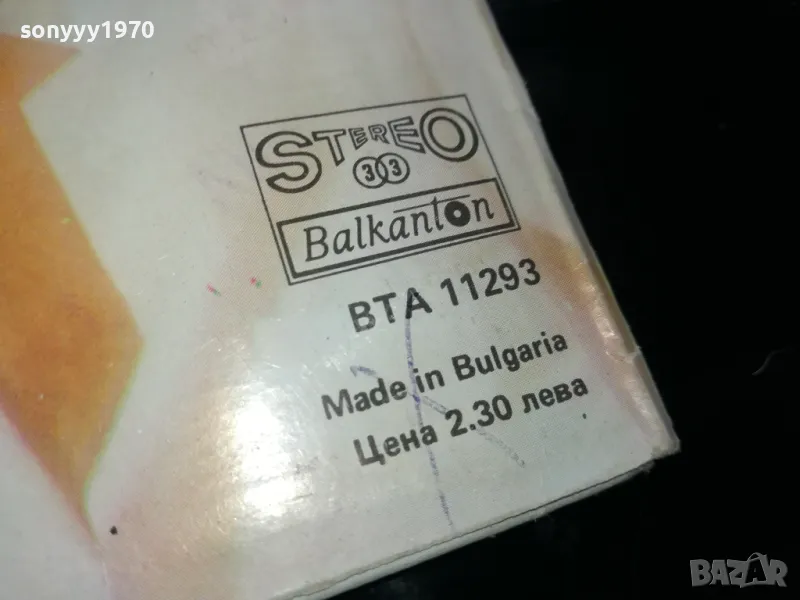 sonyyy1970
STEREO
33
Balkanton
BTA 11293
Made in Bulgaria
Цена 2.30 лева
BAZAR